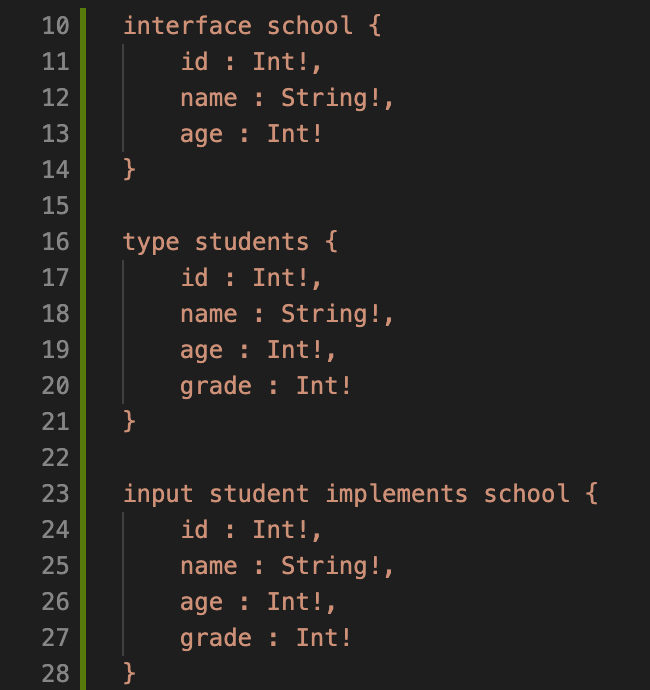 10 interface school {
11 id : Int!,
12 name : String!,
13 age : Int!
14 }
15
16 type students {
17 id : Int!,
18 name : String!,
19 age : Int!,
20 grade : Int!
21 }
22
23 input student implements school {
24 id : Int!,
25 name : String!,
26 age : Int!,
27 grade : Int!
28 }